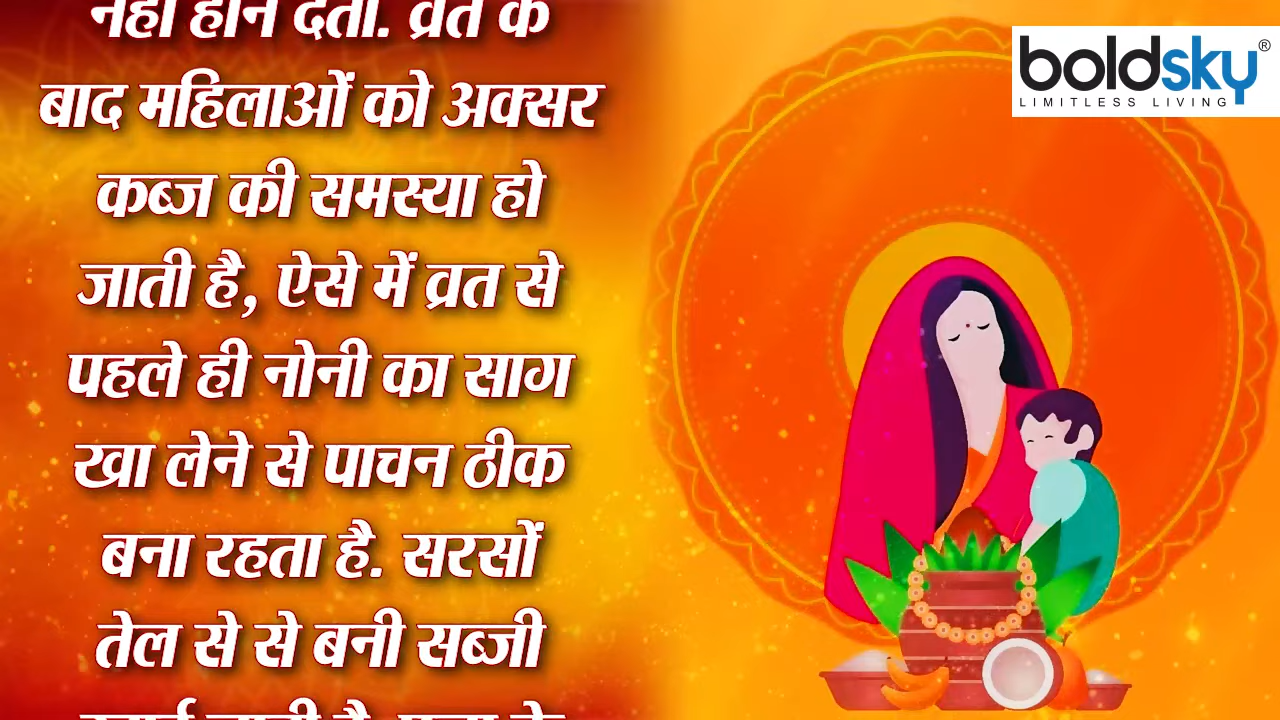 नहीं होने देता. व्रत के
बाद महिलाओं को अक्सर
कब्ज की समस्या हो
जाती है, ऐसे में व्रत से
पहले ही नोनी का साग
खा लेने से पाचन ठीक
बना रहता है. सरसों
तेल से से बनी सब्जी
boldsky®
LIMITLESS LIVING